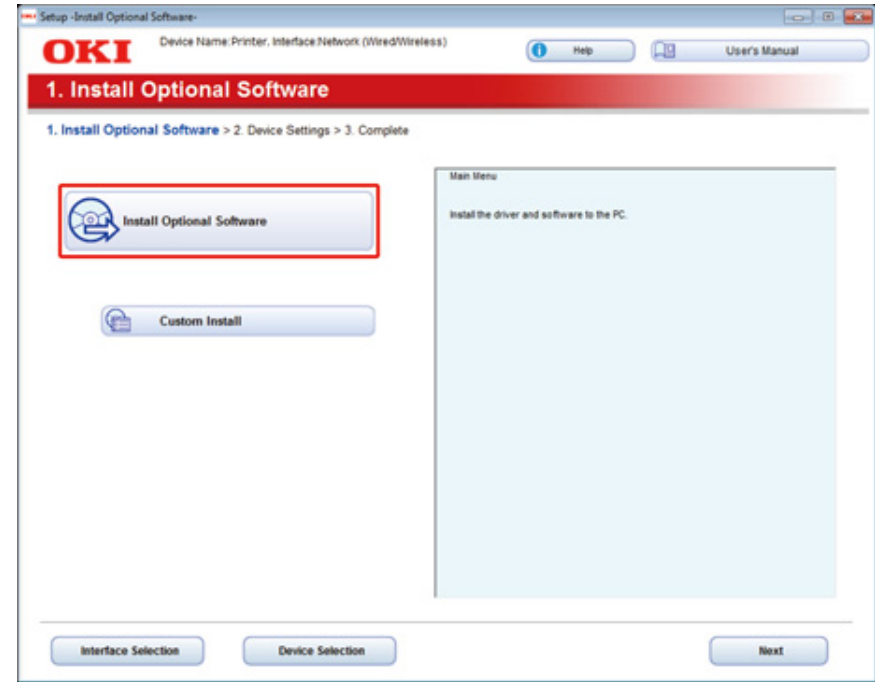 Setup -Install Optional Software-
OKI
Device Name:Printer, Interface:Network (Wired/Wireless)
Help
User's Manual
1. Install Optional Software
1. Install Optional Software > 2. Device Settings > 3. Complete
Main Menu
Install Optional Software
Install the driver and software to the PC.
Custom Install
Interface Selection
Device Selection
Next